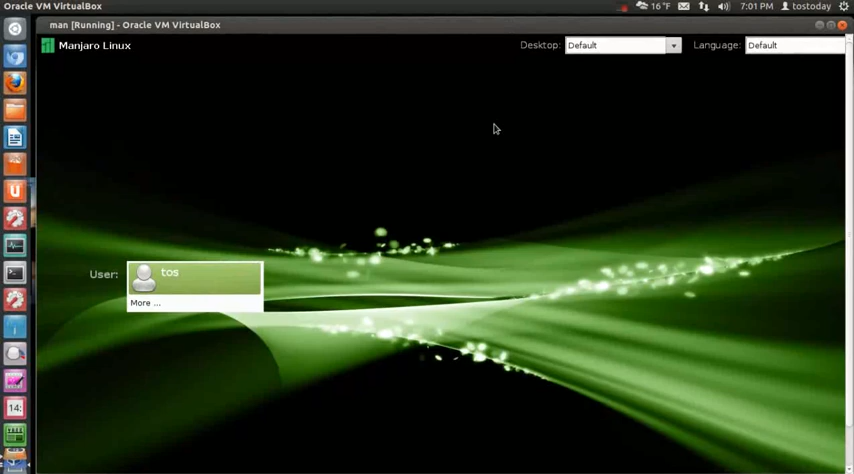 Oracle VM VirtualBox
16 °F
7:01 PM
tostoday
man [Running] - Oracle VM VirtualBox
Manjaro Linux
Desktop:
Default
Language:
Default
User:
tos
More ...
14: